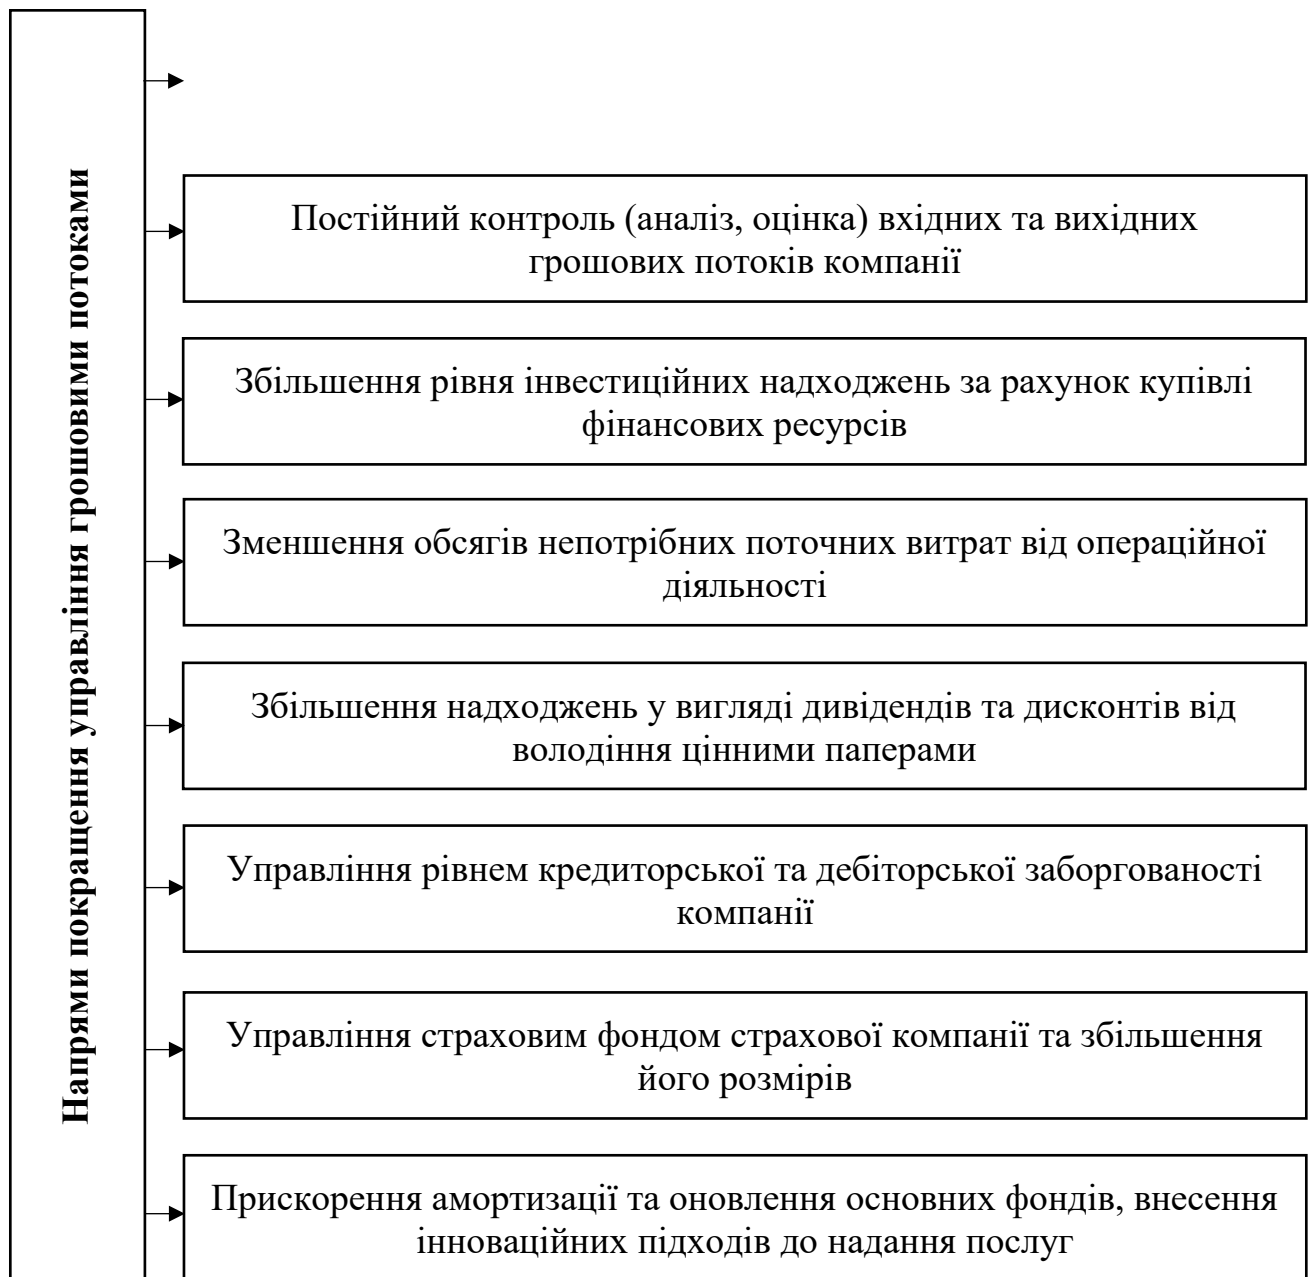 Напрями покращення управління грошовими потоками
Постійний контроль (аналіз, оцінка) вхідних та вихідних
грошових потоків компанії
Збільшення рівня інвестиційних надходжень за рахунок купівлі
фінансових ресурсів
Зменшення обсягів непотрібних поточних витрат від операційної
діяльності
Збільшення надходжень у вигляді дивідендів та дисконтів від
володіння цінними паперами
Управління рівнем кредиторської та дебіторської заборгованості
компанії
Управління страховим фондом страхової компанії та збільшення
його розмірів
Прискорення амортизації та оновлення основних фондів, внесення
інноваційних підходів до надання послуг